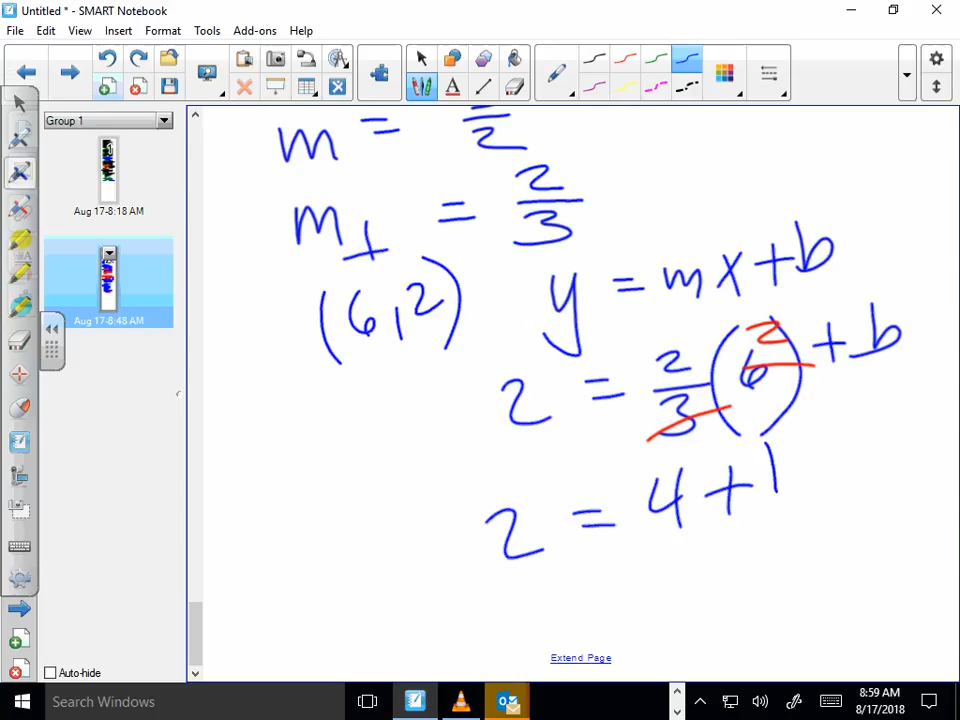 Untitled * - SMART Notebook
File Edit View Insert Format Tools Add-ons Help
Group 1
Aug 17-8:18 AM
Aug 17-8:48 AM
m = 2
m⊥ = 2/3
(6,2) y = mx+b
2 = 2/3 (6 2) + b
2 = 4 + l
Extend Page
Auto-hide
Search Windows
8:59 AM
8/17/2018